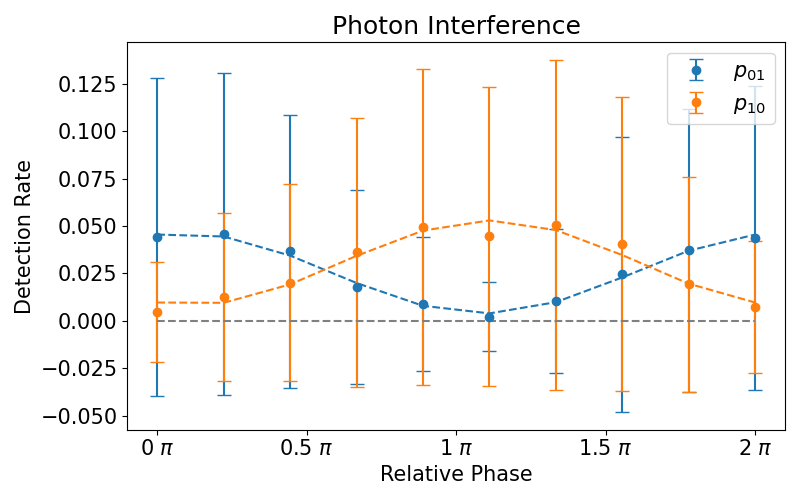 Photon Interference
Detection Rate
0.125
0.100
0.075
0.050
0.025
0.000
−0.025
−0.050
p01
p10
0 π
0.5 π
1 π
1.5 π
2 π
Relative Phase